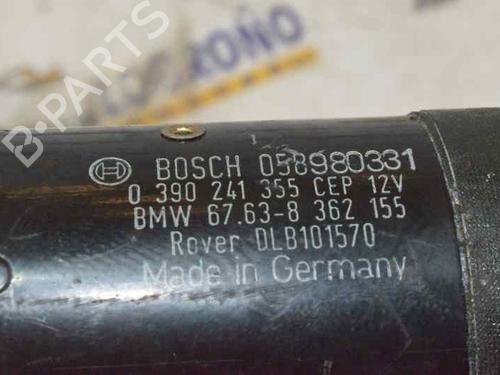 B-PARTS
BOSCH 058980331
0 390 241 355 CEP 12V
BMW 67.63-8 362 155
Rover DLB101570
Made in Germany